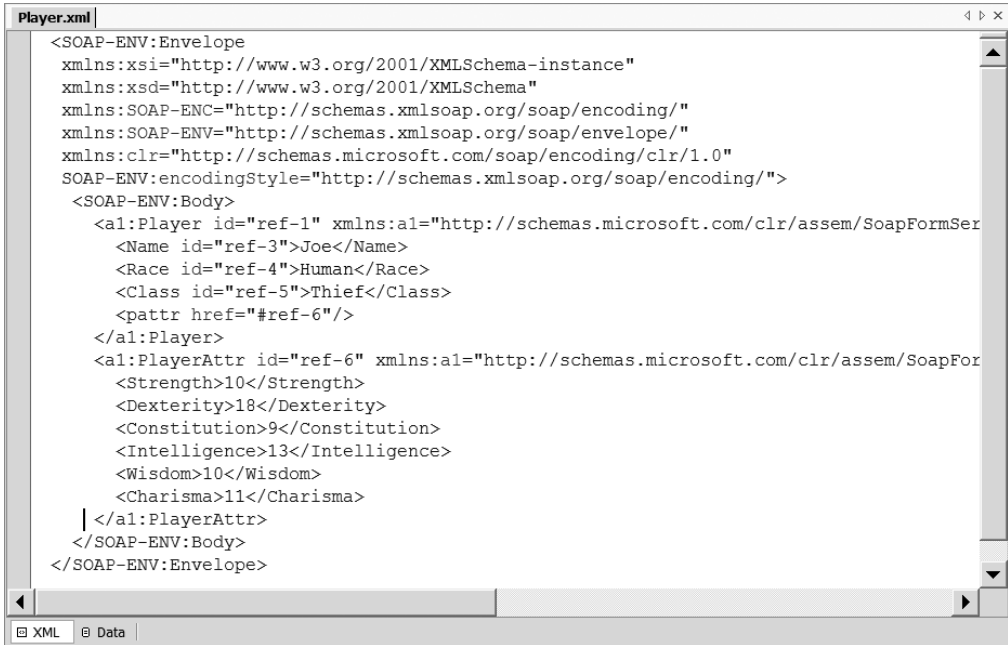 Player.xml
<SOAP-ENV:Envelope
xmlns:xsi="http://www.w3.org/2001/XMLSchema-instance"
xmlns:xsd="http://www.w3.org/2001/XMLSchema"
xmlns:SOAP-ENC="http://schemas.xmlsoap.org/soap/encoding/"
xmlns:SOAP-ENV="http://schemas.xmlsoap.org/soap/envelope/"
xmlns:clr="http://schemas.microsoft.com/soap/encoding/clr/1.0"
SOAP-ENV:encodingStyle="http://schemas.xmlsoap.org/soap/encoding/">
<SOAP-ENV:Body>
<a1:Player id="ref-1" xmlns:a1="http://schemas.microsoft.com/clr/assem/SoapFormSer
<Name id="ref-3">Joe</Name>
<Race id="ref-4">Human</Race>
<Class id="ref-5">Thief</Class>
<pattr href="#ref-6"/>
</a1:Player>
<a1:PlayerAttr id="ref-6" xmlns:a1="http://schemas.microsoft.com/clr/assem/SoapFor
<Strength>10</Strength>
<Dexterity>18</Dexterity>
<Constitution>9</Constitution>
<Intelligence>13</Intelligence>
<Wisdom>10</Wisdom>
<Charisma>11</Charisma>
</a1:PlayerAttr>
</SOAP-ENV:Body>
</SOAP-ENV:Envelope>
XML Data